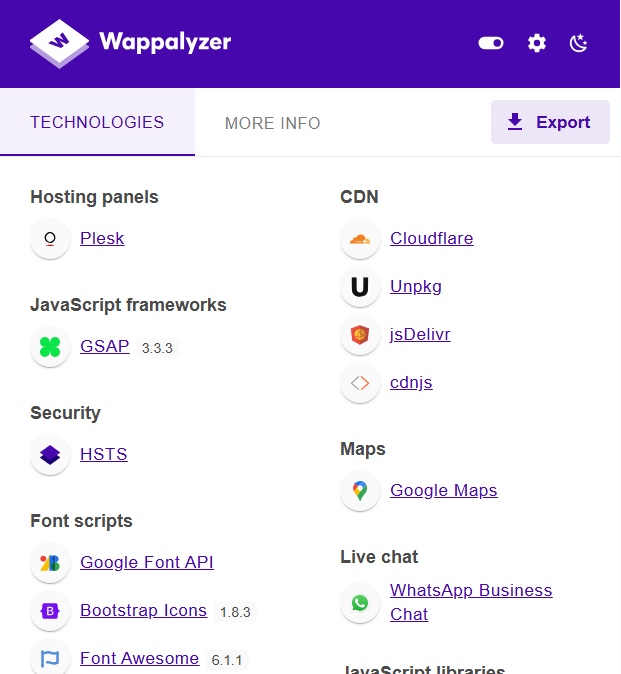 Wappalyzer
TECHNOLOGIES
MORE INFO
Export
Hosting panels
Plesk
JavaScript frameworks
GSAP 3.3.3
Security
HSTS
Font scripts
Google Font API
Bootstrap Icons 1.8.3
Font Awesome 6.1.1
CDN
Cloudflare
Unpkg
jsDelivr
cdnjs
Maps
Google Maps
Live chat
WhatsApp Business
Chat
JavaScript libraries